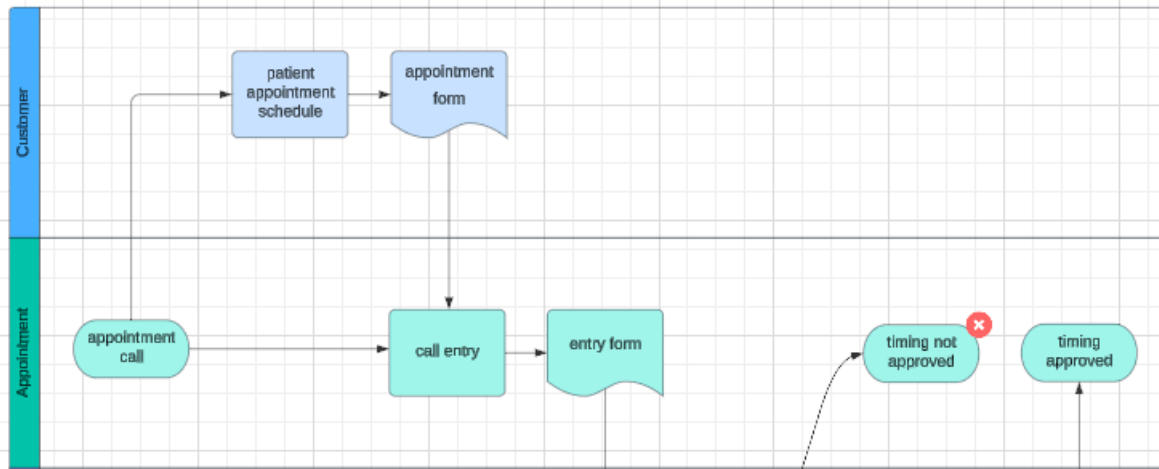 Customer
patient
appointment
schedule
appointment
form
Appointment
appointment
call
call entry
entry form
timing not
approved
timing
approved